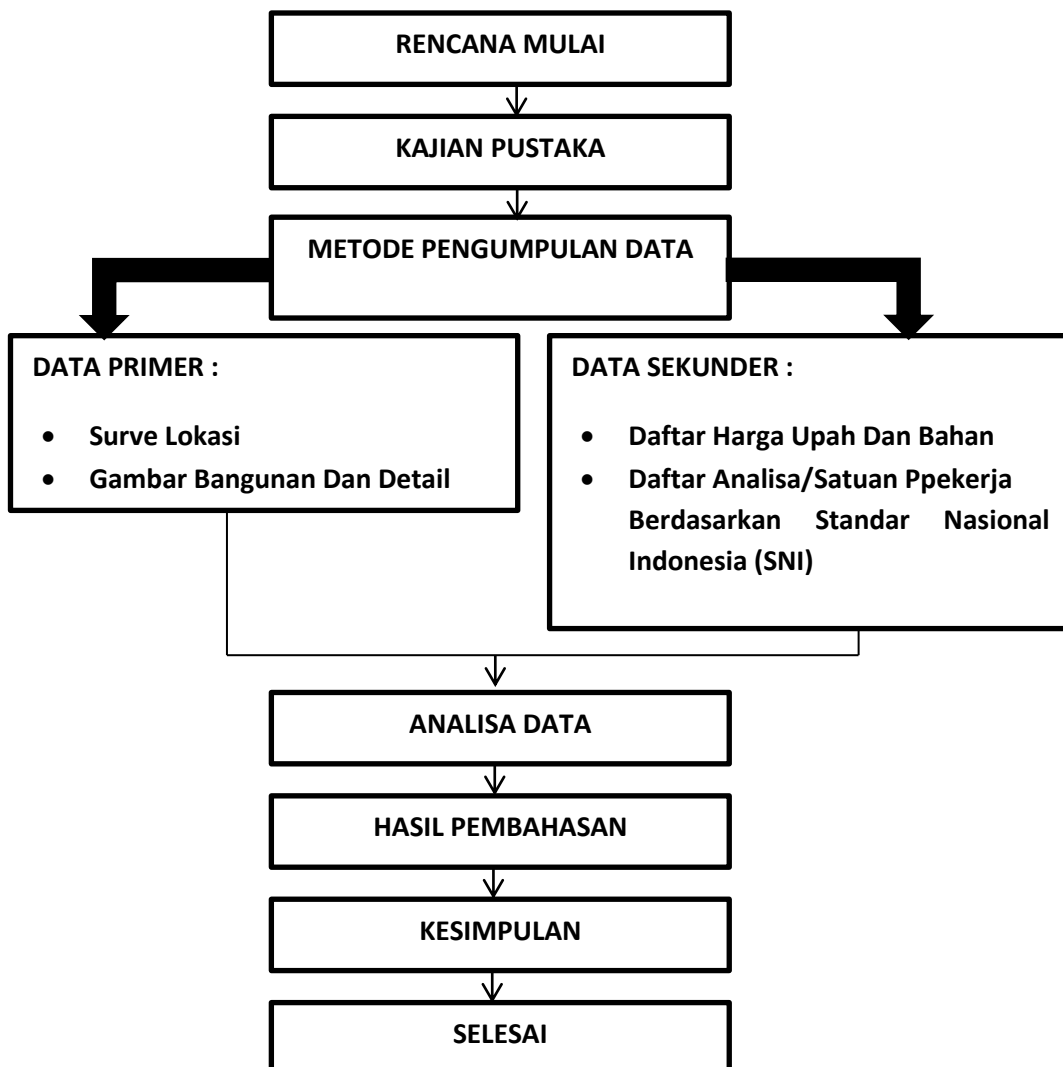 RENCANA MULAI
KAJIAN PUSTAKA
METODE PENGUMPULAN DATA
DATA PRIMER :
• Surve Lokasi
• Gambar Bangunan Dan Detail
DATA SEKUNDER :
• Daftar Harga Upah Dan Bahan
• Daftar Analisa/Satuan Ppekerja
Berdasarkan Standar Nasional
Indonesia (SNI)
ANALISA DATA
HASIL PEMBAHASAN
KESIMPULAN
SELESAI